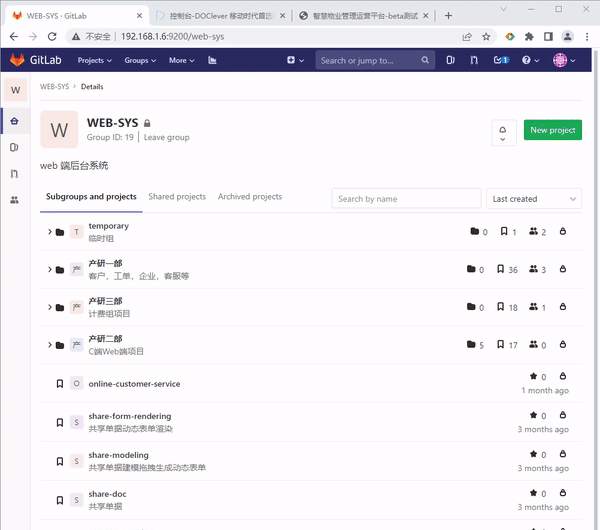 WEB-SYS · GitLab
控制台-DOClever 移动时代首选
智慧物业管理运营平台-beta测试
不安全
192.168.1.6:9200/web-sys
GitLab
Projects
Groups
More
Search or jump to...
1
W
WEB-SYS
Details
W
WEB-SYS
Group ID: 19
Leave group
New project
web 端后台系统
Subgroups and projects
Shared projects
Archived projects
Search by name
Last created
T
temporary
临时组
0
1
2
产研一部
客户，工单，企业，客服等
0
36
3
产研三部
计费组项目
0
18
1
产研二部
C端Web端项目
5
17
0
O
online-customer-service
0
1 month ago
S
share-form-rendering
共享单据动态表单渲染
0
3 months ago
S
share-modeling
共享单据建模拖拽生成动态表单
0
3 months ago
S
share-doc
共享单据
0
3 months ago